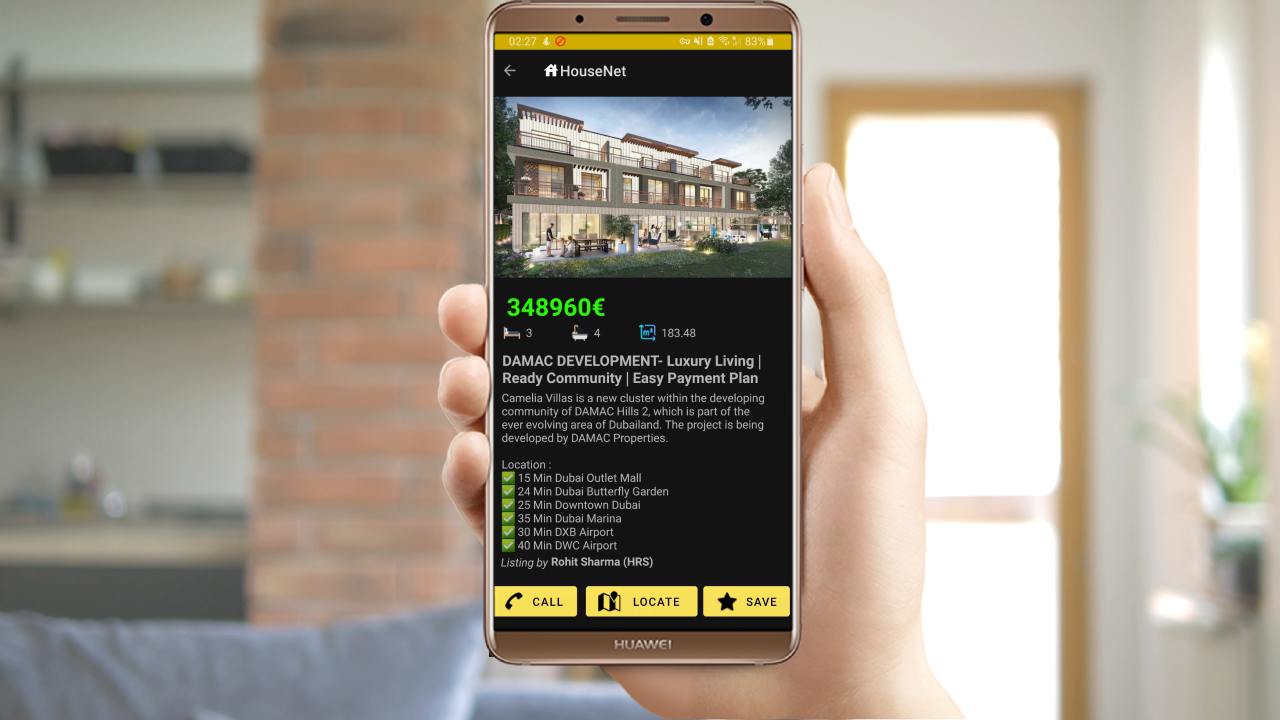 02:27 83%
HouseNet
348960€
3 4 m² 183.48
DAMAC DEVELOPMENT- Luxury Living |
Ready Community | Easy Payment Plan
Camelia Villas is a new cluster within the developing
community of DAMAC Hills 2, which is part of the
ever evolving area of Dubailand. The project is being
developed by DAMAC Properties.
Location :
✅ 15 Min Dubai Outlet Mall
✅ 24 Min Dubai Butterfly Garden
✅ 25 Min Downtown Dubai
✅ 35 Min Dubai Marina
✅ 30 Min DXB Airport
✅ 40 Min DWC Airport
Listing by Rohit Sharma (HRS)
CALL LOCATE SAVE
HUAWEI